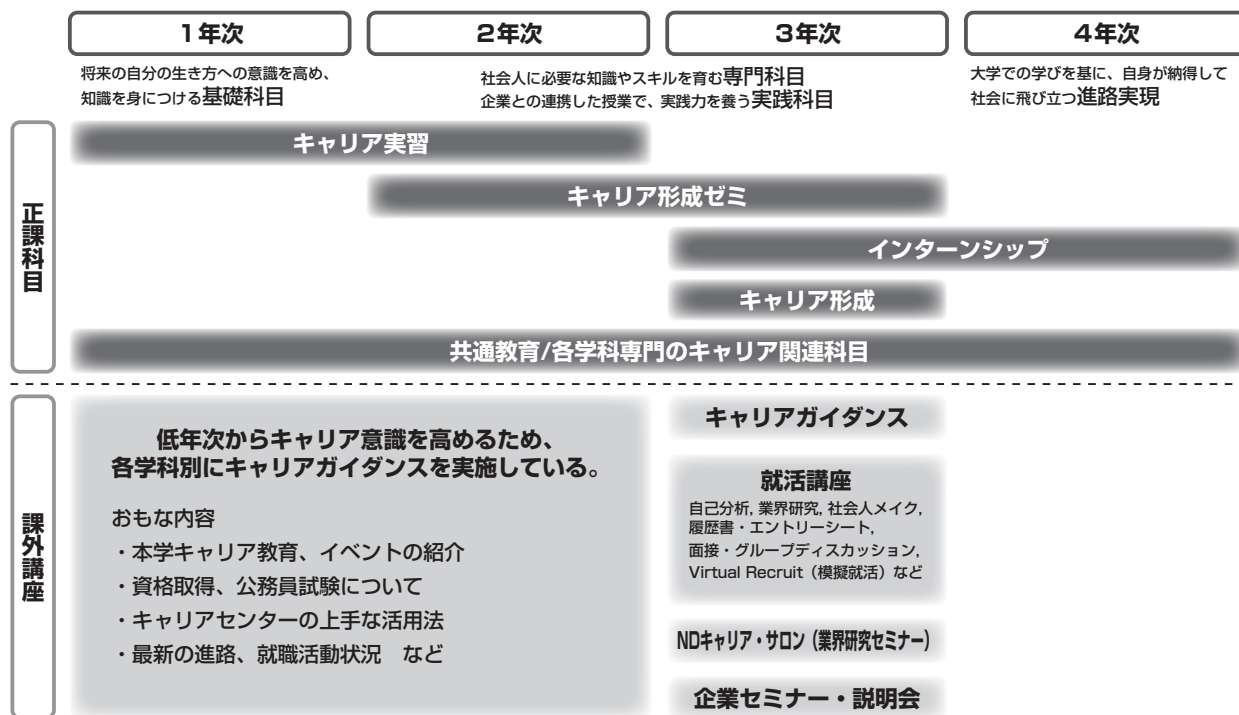 1年次
2年次
3年次
4年次
将来の自分の生き方への意識を高め、
知識を身につける基礎科目
社会人に必要な知識やスキルを育む専門科目
企業との連携した授業で、実践力を養う実践科目
大学での学びを基に、自身が納得して
社会に飛び立つ進路実現
正課科目
キャリア実習
キャリア形成ゼミ
インターンシップ
キャリア形成
共通教育/各学科専門のキャリア関連科目
課外講座
低年次からキャリア意識を高めるため、
各学科別にキャリアガイダンスを実施している。
おもな内容
・本学キャリア教育、イベントの紹介
・資格取得、公務員試験について
・キャリアセンターの上手な活用法
・最新の進路、就職活動状況　など
キャリアガイダンス
就活講座
自己分析, 業界研究, 社会人メイク,
履歴書・エントリーシート,
面接・グループディスカッション,
Virtual Recruit（模擬就活）など
NDキャリア・サロン（業界研究セミナー）
企業セミナー・説明会